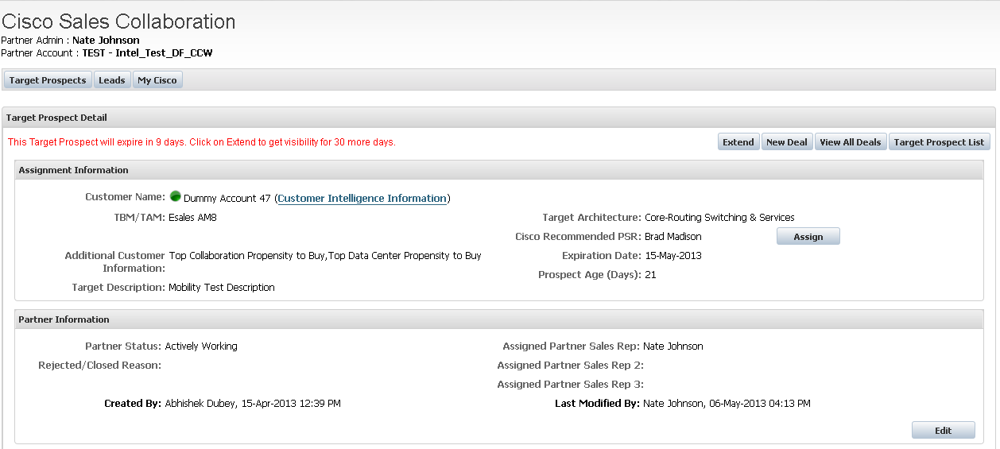 Cisco Sales Collaboration
Partner Admin : Nate Johnson
Partner Account : TEST - Intel_Test_DF_CCW
Target Prospects Leads My Cisco
Target Prospect Detail
This Target Prospect will expire in 9 days. Click on Extend to get visibility for 30 more days.
Extend New Deal View All Deals Target Prospect List
Assignment Information
Customer Name: Dummy Account 47 (Customer Intelligence Information)
TBM/TAM: Esales AM8
Target Architecture: Core-Routing Switching & Services
Cisco Recommended PSR: Brad Madison Assign
Additional Customer Information: Top Collaboration Propensity to Buy,Top Data Center Propensity to Buy
Expiration Date: 15-May-2013
Prospect Age (Days): 21
Target Description: Mobility Test Description
Partner Information
Partner Status: Actively Working
Assigned Partner Sales Rep: Nate Johnson
Rejected/Closed Reason:
Assigned Partner Sales Rep 2:
Assigned Partner Sales Rep 3:
Created By: Abhishek Dubey, 15-Apr-2013 12:39 PM
Last Modified By: Nate Johnson, 06-May-2013 04:13 PM
Edit